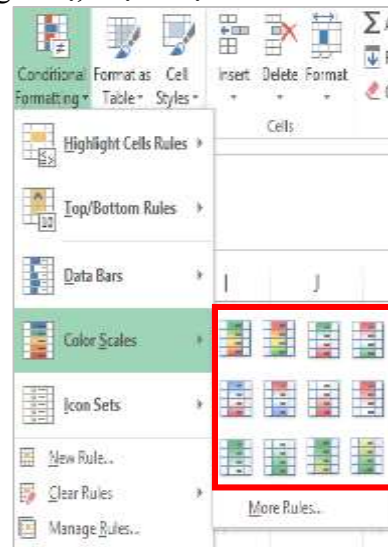 Conditional Format as Cell
Formatting Table Styles
Insert Delete Format
Cells
Highlight Cells Rules
Top/Bottom Rules
10
Data Bars
I J
Color Scales
Icon Sets
New Rule...
Clear Rules
Manage Rules...
More Rules...